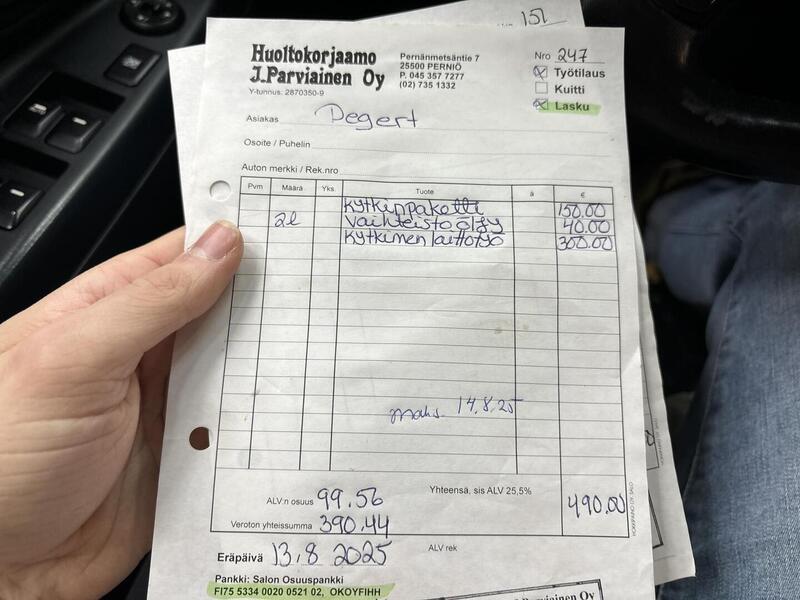 151
Huoltokorjaamo
J.Parviainen Oy
Y-tunnus: 2870350-9
Pernänmetsäntie 7
25500 PERNIÖ
P. 045 357 7277
(02) 735 1332
Nro 247
Työtilaus
Kuitti
Lasku
Asiakas Degert
Osoite / Puhelin
Auton merkki / Rek.nro
Pvm Määrä Yks. Tuote á €
Kytkinpaketti 150.00
2l Vaihteistoöljy 40.00
Kytkimen laittotyö 300.00
maks. 14.8.25
ALV:n osuus 99.56 Yhteensä, sis ALV 25,5% 490.00
Veroton yhteissumma 390.44
Eräpäivä 13.8 2025 ALV rek
Pankki: Salon Osuuspankki
FI75 5334 0020 0521 02, OKOYFIHH
Parviainen Oy